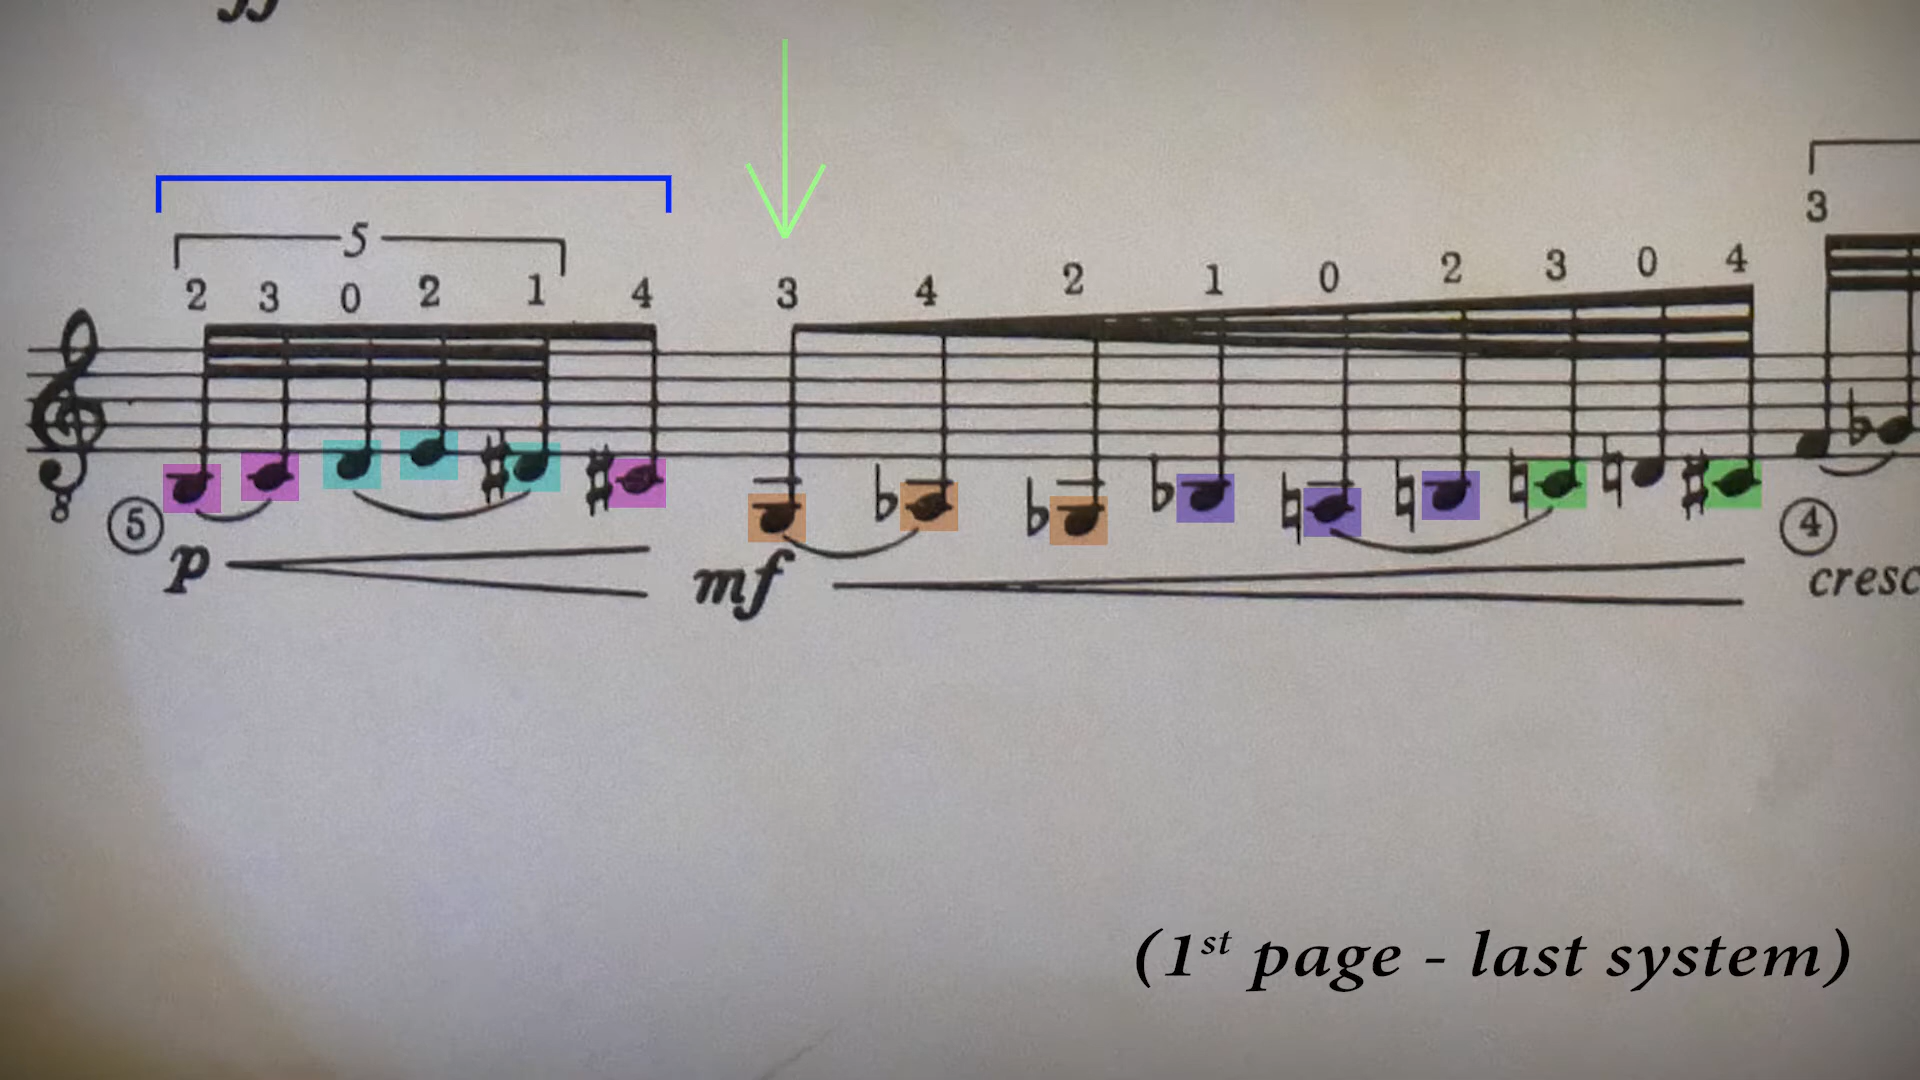 5
2 3 0 2 1 4 3 4 2 1 0 2 3 0 4 3
8
5 4
p mf cresc
(1st page - last system)